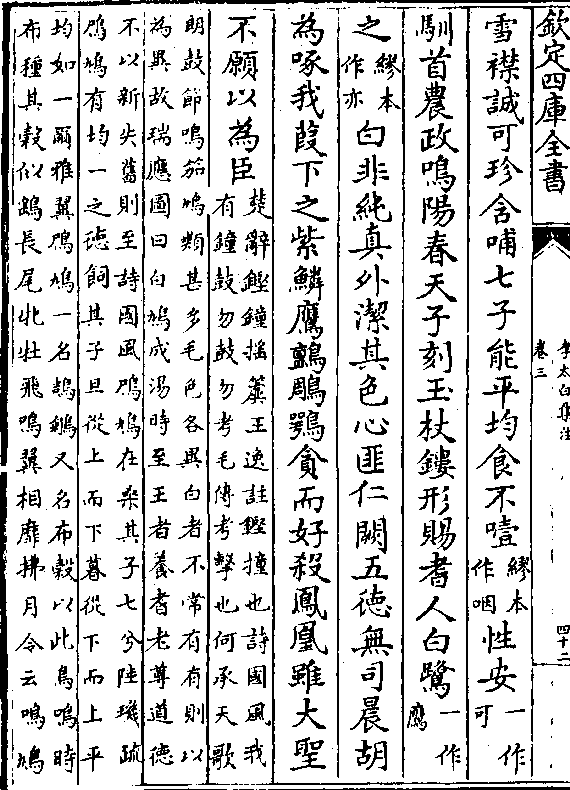 欽定四庫全書
李太白集注
卷三
四十二
雪襟誠可珍含哺七子能平均食不噎繆本作咽性安一作可
馴首農政鳴陽春天子刻玉杖鏤形賜耆人白鷺一作鷹
之繆本作亦白非純真外潔其色心匪仁闕五徳無司晨胡
為啄我葭下之紫鱗鷹鸇鵰鶚貪而好殺鳳凰雖大聖
不願以為臣楚辭鏗鐘揺簴王逸註鏗撞也詩國風我
有鐘鼓勿鼓勿考毛傳考擊也何承天歌
朗鼓節鳴笳鳩類甚多毛色各異白者不常有有則以
為異故瑞應圖曰白鳩成湯時至王者養耆老尊道徳
不以新失舊則至詩國風鳲鳩在桑其子七兮陸璣疏
鳲鳩有均一之徳飼其子旦從上而下暮從下而上平
均如一爾雅翼鳲鳩一名鴶鵴又名布穀以此鳥鳴時
布種其穀似鷂長尾牝牡飛鳴翼相靡拂月令云鳴鳩